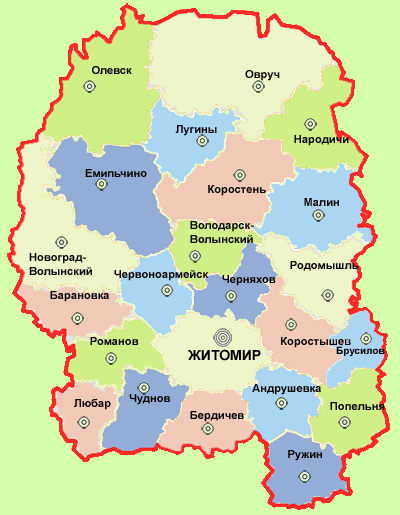 Олевск
Овруч
Лугины
Народичи
Емипьчино
Коростень
Малин
Володарск-
Волынский
Новоград-
Волынский
Червоноармейск
Черняхов
Родомышль
Барановка
Романов
ЖИТОМИР
Коростышев
Брусилов
Любар
Чуднов
Бердичев
Андрушевка
Попельня
Ружин